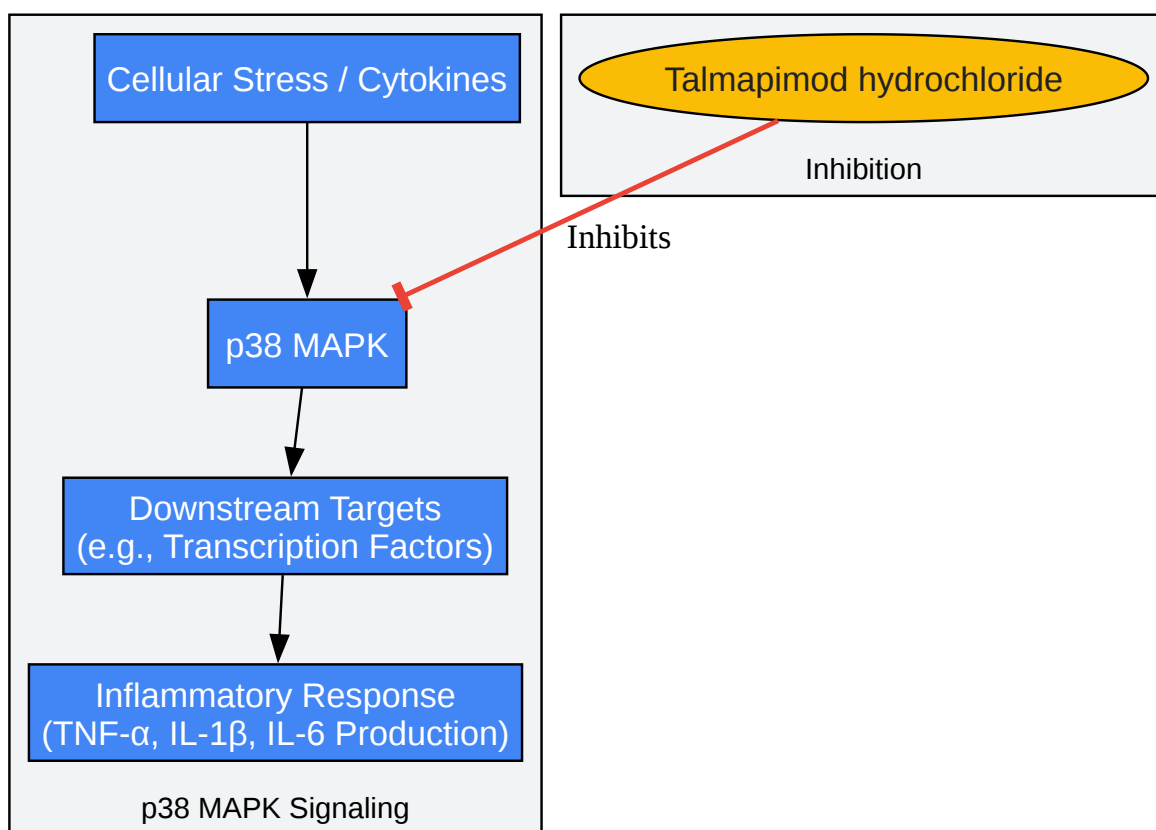 Cellular Stress / Cytokines
Talmapimod hydrochloride
Inhibition
Inhibits
p38 MAPK
Downstream Targets
(e.g., Transcription Factors)
Inflammatory Response
(TNF-α, IL-1β, IL-6 Production)
p38 MAPK Signaling